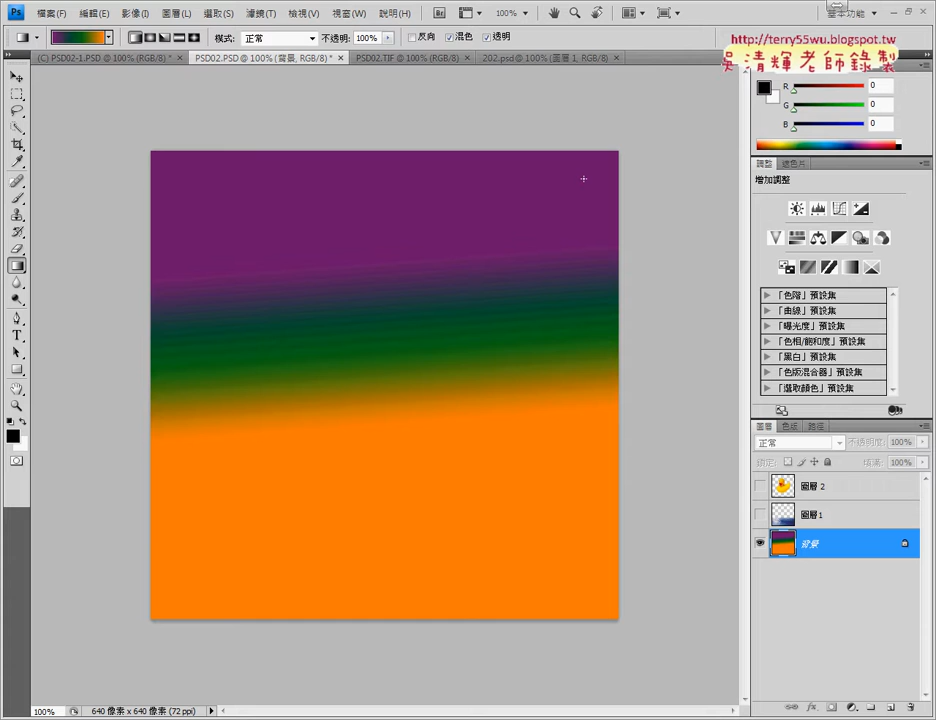 Ps 檔案(F) 編輯(E) 影像(I) 圖層(L) 選取(S) 濾鏡(T) 檢視(V) 視窗(W) 說明(H) Br 100% 基本功能
模式: 正常 不透明: 100% 反向 混色 透明
http://terry55wu.blogspot.tw
吳清輝老師錄製
(C) PSD02-1.PSD @ 100% (RGB/8) * PSD02.PSD @ 100% (背景, RGB/8) * PSD02.TIF @ 100% (RGB/8) 202.psd @ 100% (圖層 1, RGB/8)
R 0
G 0
B 0
調整 遮色片
增加調整
「色階」預設集
「曲線」預設集
「曝光度」預設集
「色相/飽和度」預設集
「黑白」預設集
「色版混合器」預設集
「選取顏色」預設集
圖層 色版 路徑
正常 不透明度: 100%
鎖定: 填滿: 100%
圖層 2
圖層 1
背景
100% 640 像素 x 640 像素 (72 ppi)